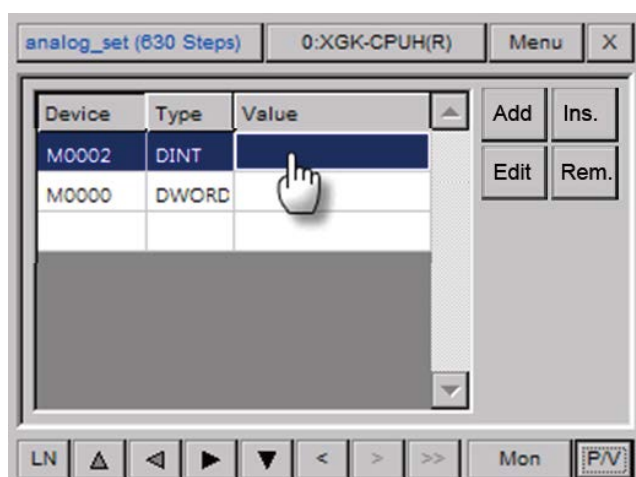 analog_set (630 Steps) 0:XGK-CPUH(R) Menu X
Device Type Value Add Ins.
M0002 DINT
Edit Rem.
M0000 DWORD
LN < > >> Mon P/V